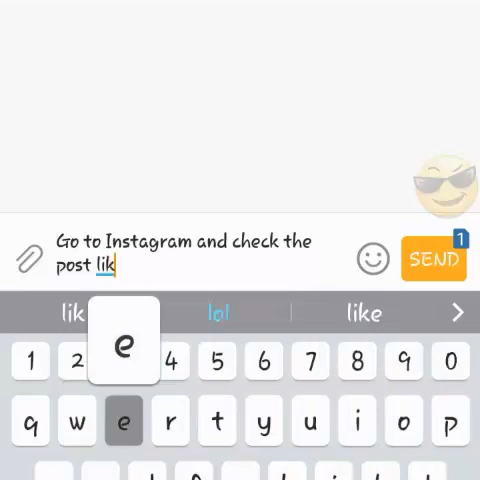 Go to Instagram and check the
post lik
1
SEND
lik
lol
like
e
1 2 4 5 6 7 8 9 0
q w e r t y u i o p